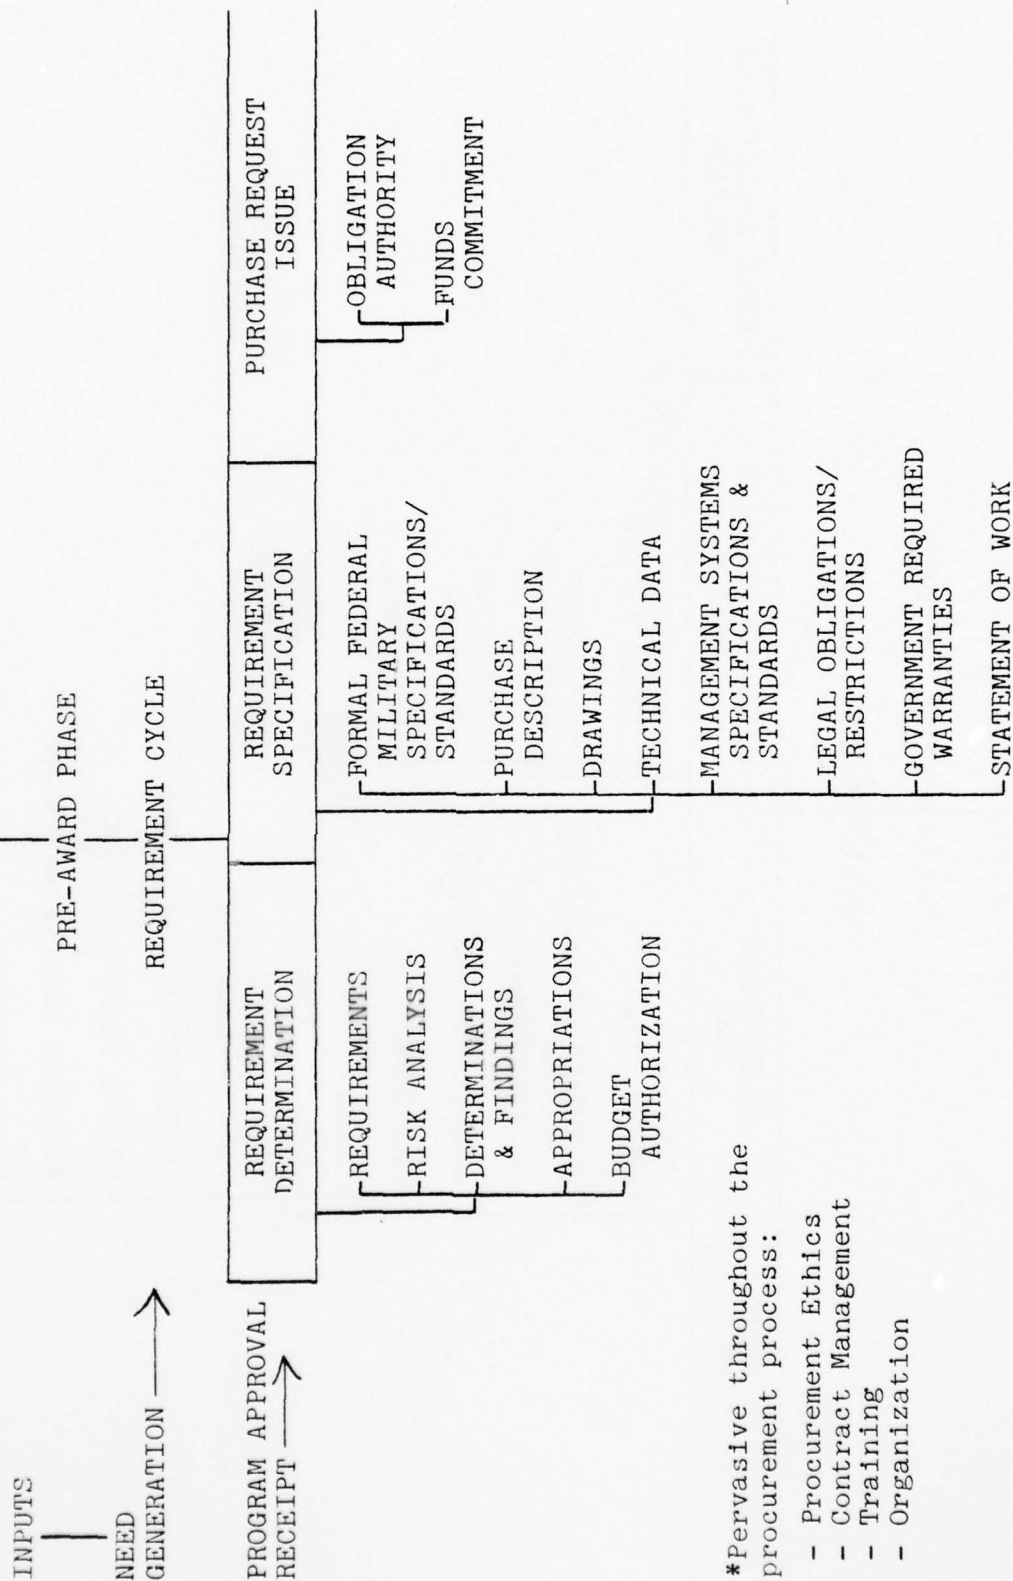 INPUTS
NEED
GENERATION
PROGRAM APPROVAL
RECEIPT
PRE-AWARD PHASE
REQUIREMENT CYCLE
REQUIREMENT
DETERMINATION
REQUIREMENTS
RISK ANALYSIS
DETERMINATIONS
& FINDINGS
APPROPRIATIONS
BUDGET
AUTHORIZATION
REQUIREMENT
SPECIFICATION
FORMAL FEDERAL
MILITARY
SPECIFICATIONS/
STANDARDS
PURCHASE
DESCRIPTION
DRAWINGS
TECHNICAL DATA
MANAGEMENT SYSTEMS
SPECIFICATIONS &
STANDARDS
LEGAL OBLIGATIONS/
RESTRICTIONS
GOVERNMENT REQUIRED
WARRANTIES
STATEMENT OF WORK
PURCHASE REQUEST
ISSUE
OBLIGATION
AUTHORITY
FUNDS
COMMITMENT
*Pervasive throughout the
procurement process:
- Procurement Ethics
- Contract Management
- Training
- Organization